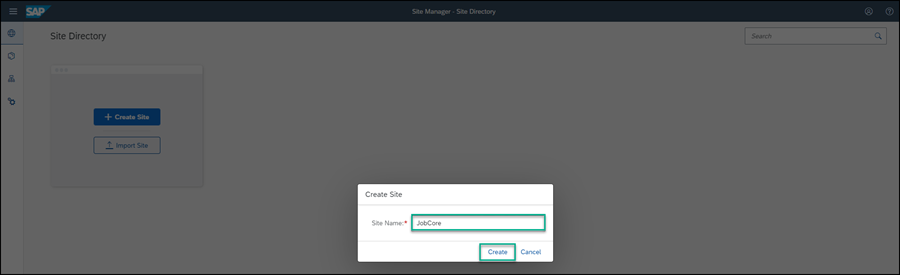 SAP Site Manager - Site Directory
Site Directory
Search
+ Create Site
Import Site
Create Site
Site Name:* JobCore
Create Cancel